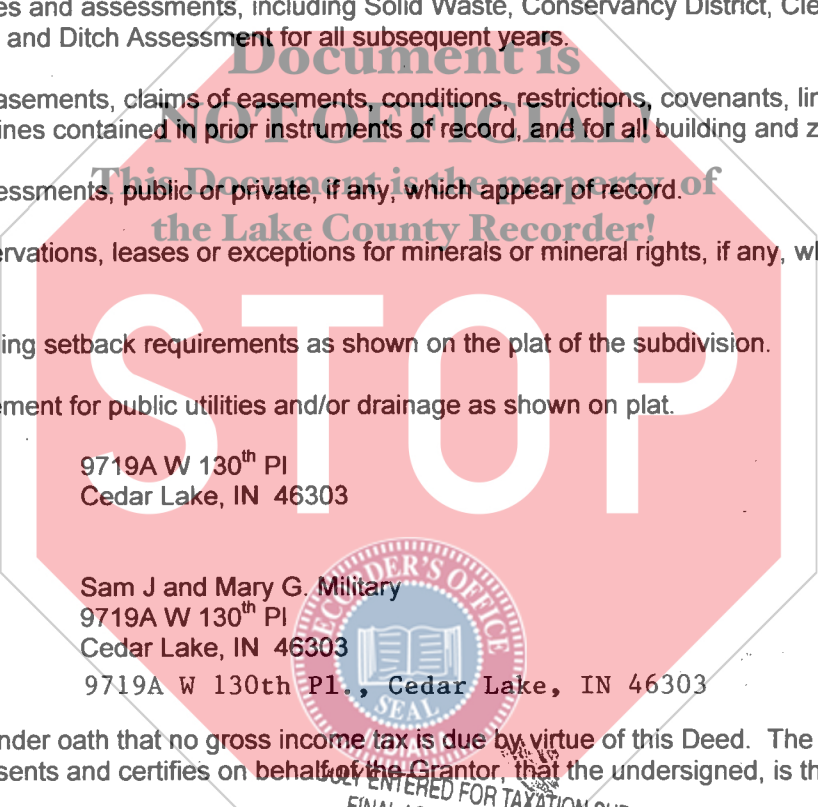 es and assessments, including Solid Waste, Conservancy District, Cle
and Ditch Assessment for all subsequent years.
Document is
asements, claims of easements, conditions, restrictions, covenants, lin
NOT OFFICIAL!
ines contained in prior instruments of record, and for all building and z
This Document is the property of
essments, public or private, if any, which appear of record.
the Lake County Recorder!
ervations, leases or exceptions for minerals or mineral rights, if any, wh
STOP
ing setback requirements as shown on the plat of the subdivision.
ement for public utilities and/or drainage as shown on plat.
9719A W 130th Pl
Cedar Lake, IN 46303
RECORDER'S OFFICE
Sam J and Mary G. Military
9719A W 130th Pl
Cedar Lake, IN 46303
9719A W 130th Pl., Cedar Lake, IN 46303
SEAL
nder oath that no gross income tax is due by virtue of this Deed. The
sents and certifies on behalf of the Grantor, that the undersigned, is th
ENTERED FOR TAXATION